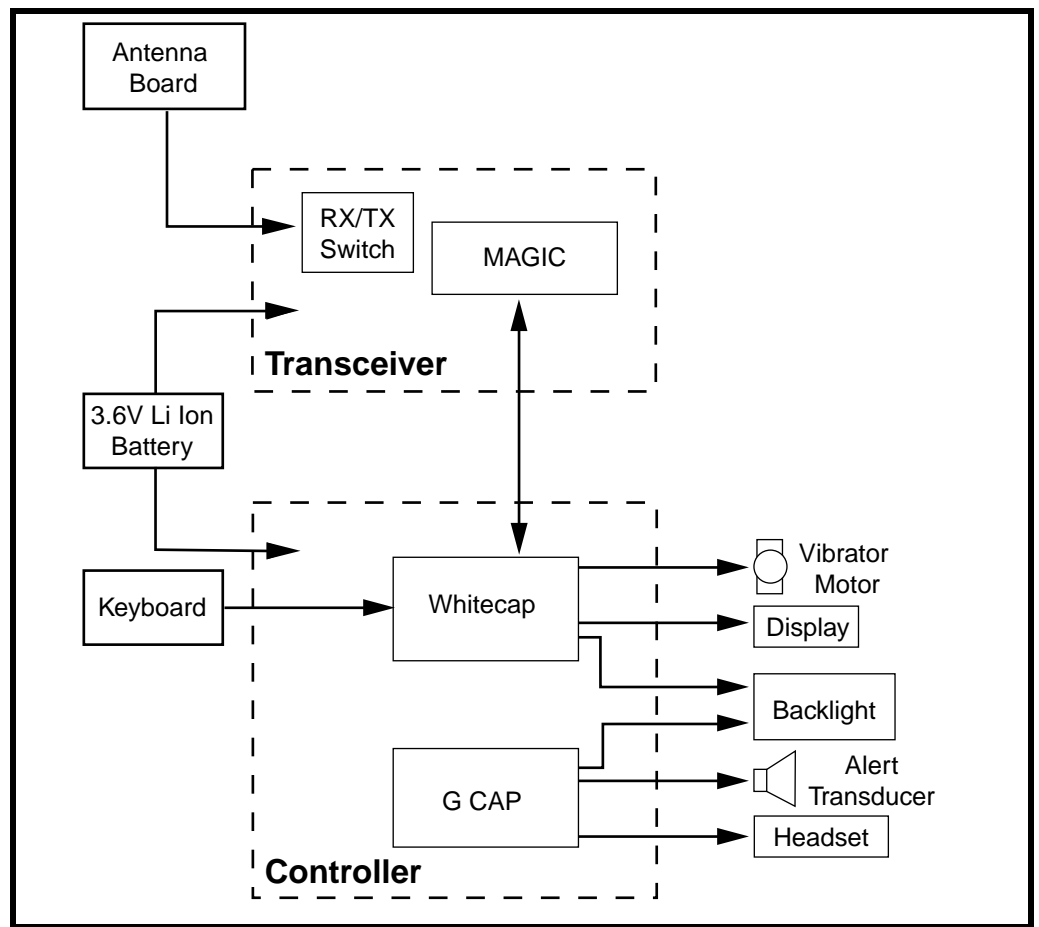 Antenna
Board
RX/TX
Switch
MAGIC
Transceiver
3.6V Li Ion
Battery
Keyboard
Whitecap
Vibrator
Motor
Display
Backlight
G CAP
Alert
Transducer
Headset
Controller